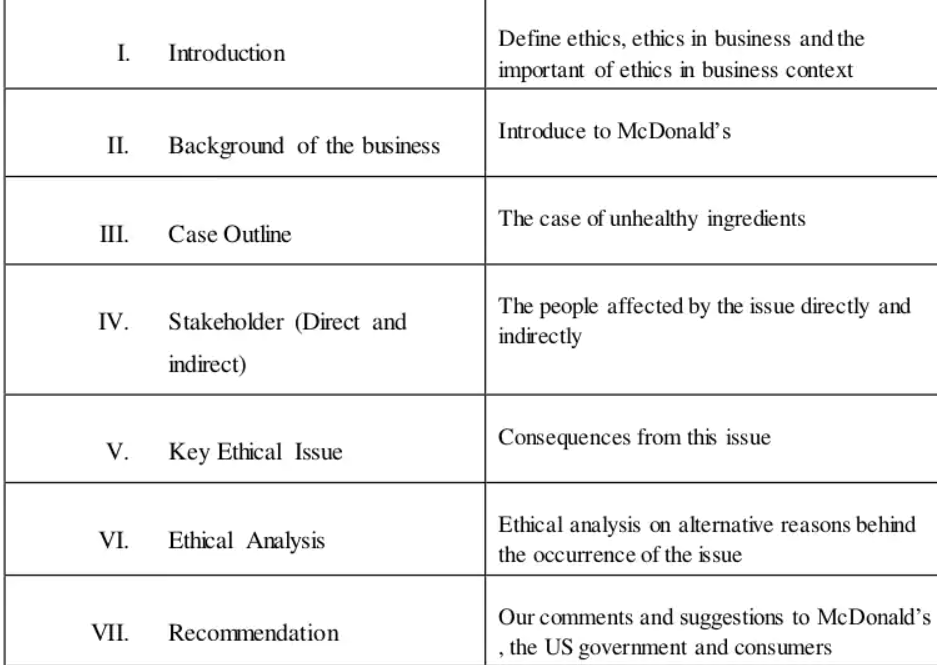 I. Introduction
Define ethics, ethics in business and the
important of ethics in business context
II. Background of the business
Introduce to McDonald's
III. Case Outline
The case of unhealthy ingredients
IV. Stakeholder (Direct and
indirect)
The people affected by the issue directly and
indirectly
V. Key Ethical Issue
Consequences from this issue
VI. Ethical Analysis
Ethical analysis on alternative reasons behind
the occurrence of the issue
VII. Recommendation
Our comments and suggestions to McDonald's
, the US government and consumers